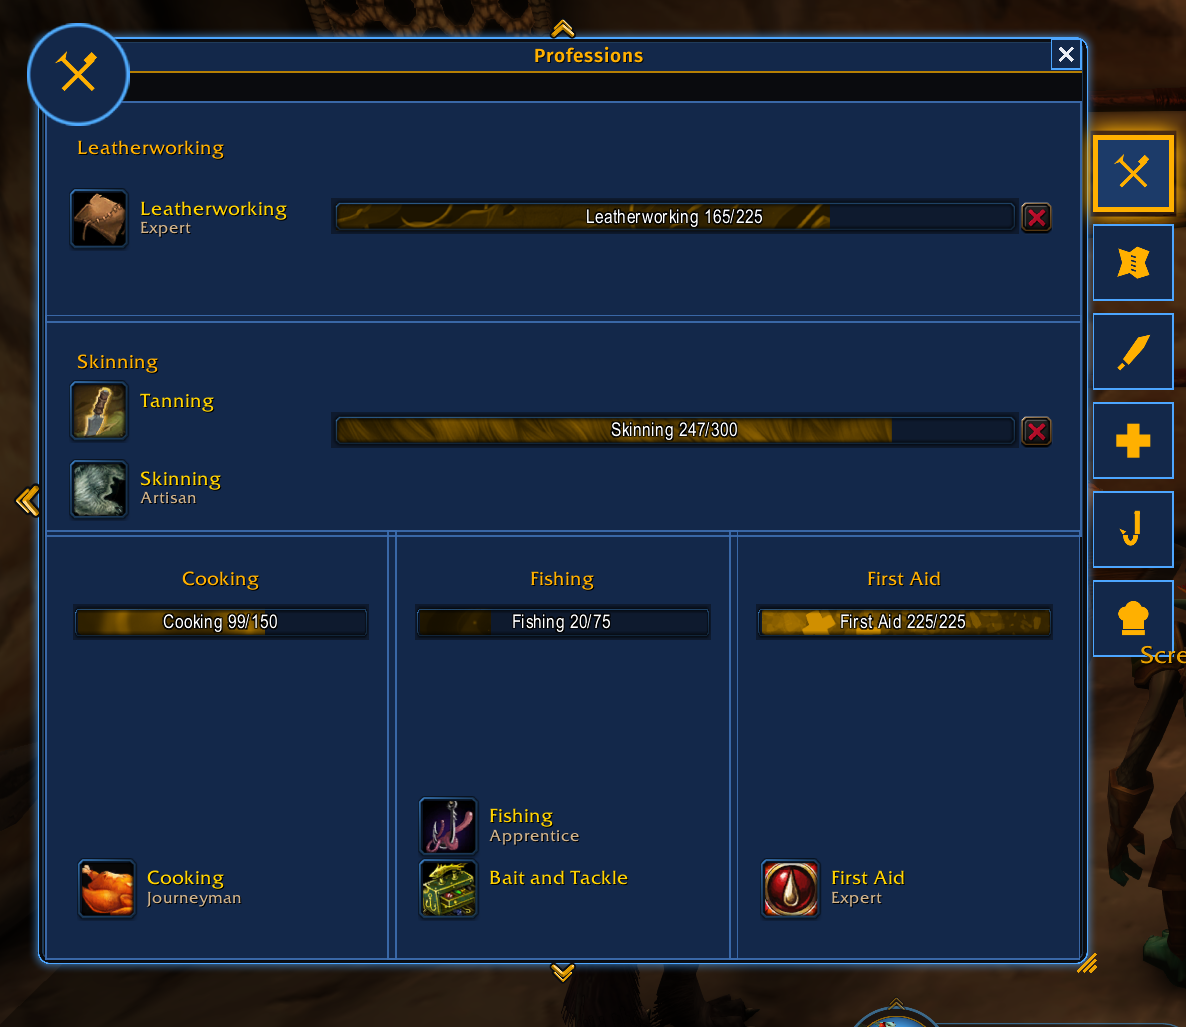 Professions
Leatherworking
Leatherworking
Expert
Leatherworking 165/225
Skinning
Tanning
Skinning 247/300
Skinning
Artisan
Cooking
Fishing
First Aid
Cooking 99/150
Fishing 20/75
First Aid 225/225
Scre
Fishing
Apprentice
Cooking
Journeyman
Bait and Tackle
First Aid
Expert